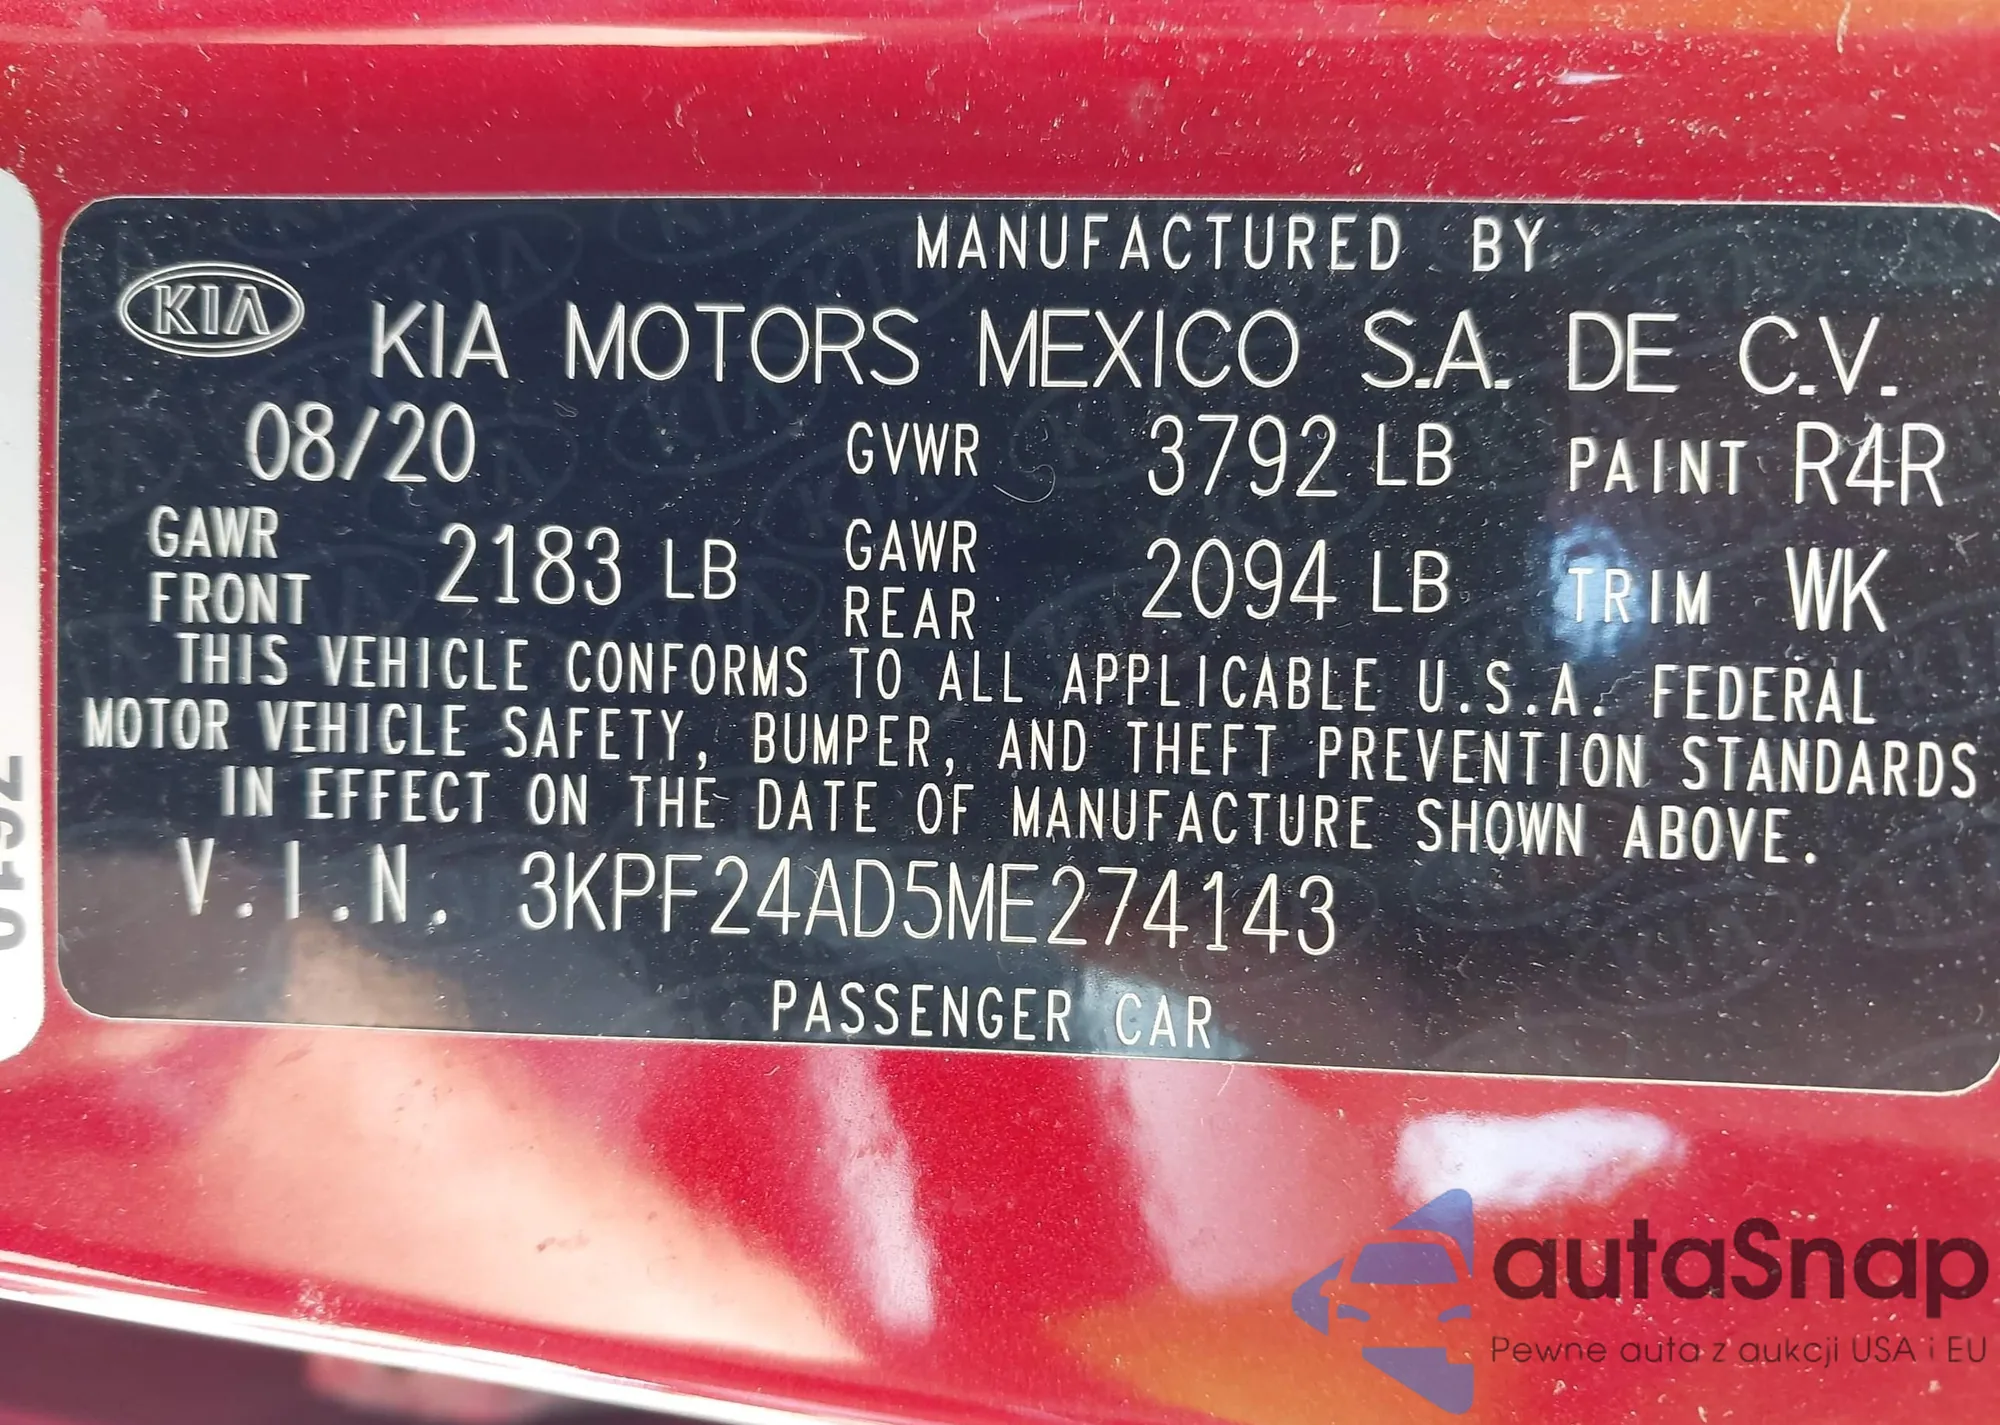 MANUFACTURED BY
KIA
KIA MOTORS MEXICO S.A. DE C.V.
08/20 GVWR 3792 LB PAINT R4R
GAWR FRONT 2183 LB GAWR REAR 2094 LB TRIM WK
THIS VEHICLE CONFORMS TO ALL APPLICABLE U.S.A. FEDERAL
MOTOR VEHICLE SAFETY, BUMPER, AND THEFT PREVENTION STANDARDS
IN EFFECT ON THE DATE OF MANUFACTURE SHOWN ABOVE.
V.I.N. 3KPF24AD5ME274143
PASSENGER CAR
autaSnap
Pewne auta z aukcji USA i EU